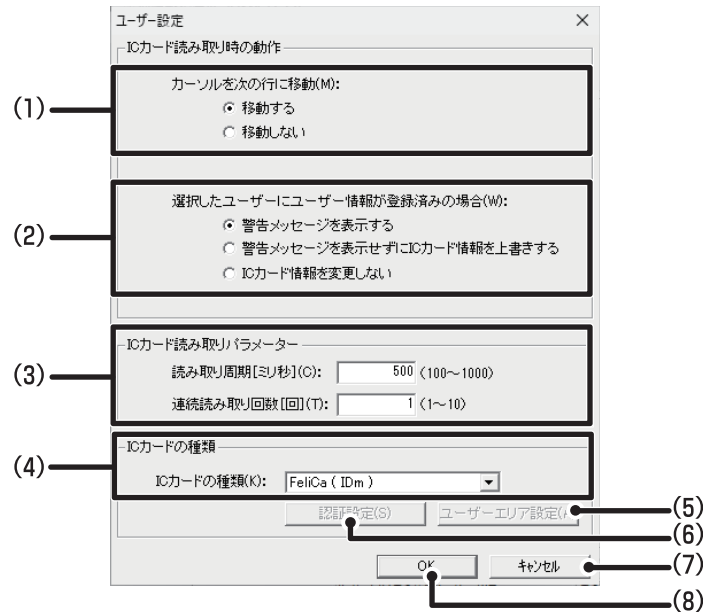 ユーザー設定
ICカード読み取り時の動作
(1)
カーソルを次の行に移動(M):
移動する
移動しない
(2)
選択したユーザーにユーザー情報が登録済みの場合(W):
警告メッセージを表示する
警告メッセージを表示せずにICカード情報を上書きする
ICカード情報を変更しない
(3)
ICカード読み取りパラメーター
読み取り周期[ミリ秒](C): 500 (100~1000)
連続読み取り回数[回](T): 1 (1~10)
(4)
ICカードの種類
ICカードの種類(K): FeliCa ( IDm )
認証設定(S) ユーザーエリア設定(A (5)
(6)
OK キャンセル (7)
(8)